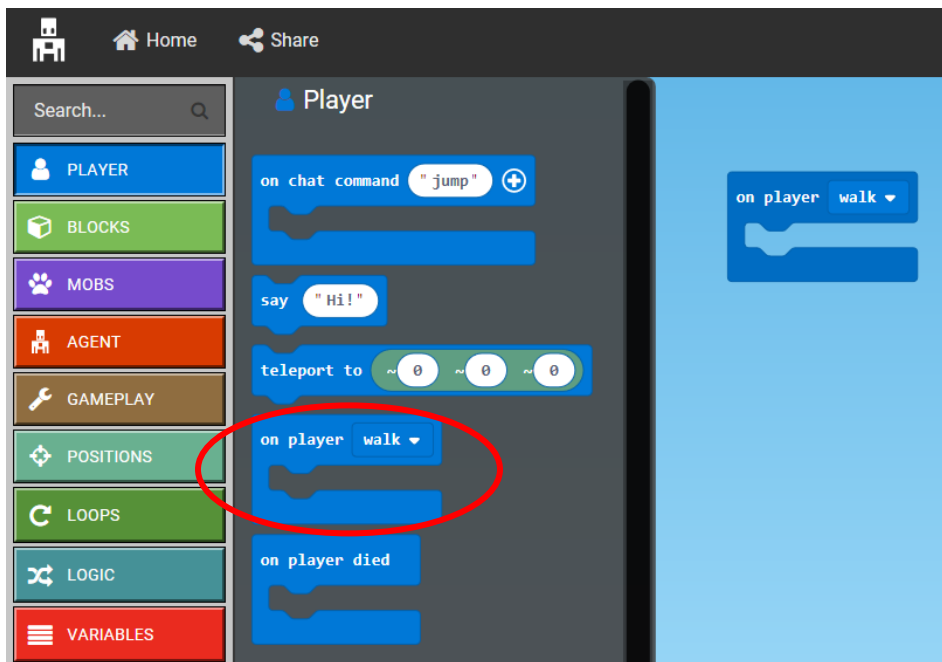 Home
Share
Search...
PLAYER
BLOCKS
MOBS
AGENT
GAMEPLAY
POSITIONS
LOOPS
LOGIC
VARIABLES
Player
on chat command "jump"
say "Hi!"
teleport to ~0 ~0 ~0
on player walk
on player died
on player walk